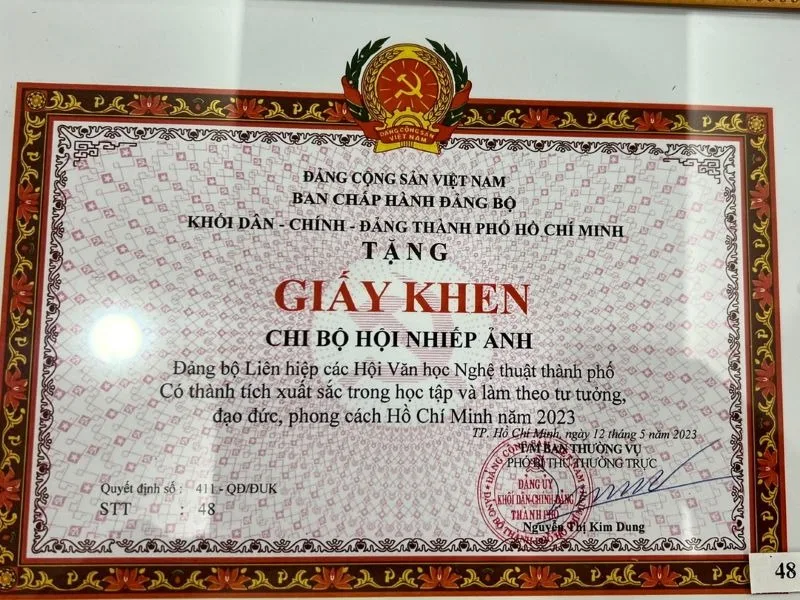 ĐẢNG CỘNG SẢN
VIỆT NAM
ĐẢNG CỘNG SẢN VIỆT NAM
BAN CHẤP HÀNH ĐẢNG BỘ
KHỐI DÂN - CHÍNH - ĐẢNG THÀNH PHỐ HỒ CHÍ MINH
TẶNG
GIẤY KHEN
CHI BỘ HỘI NHIẾP ẢNH
Đảng bộ Liên hiệp các Hội Văn học Nghệ thuật thành phố
Có thành tích xuất sắc trong học tập và làm theo tư tưởng,
đạo đức, phong cách Hồ Chí Minh năm 2023
TP. Hồ Chí Minh, ngày 12 tháng 5 năm 2023
T/M BAN THƯỜNG VỤ
PHÓ BÍ THƯ THƯỜNG TRỰC
ĐẢNG CỘNG SẢN VIỆT NAM
ĐẢNG ỦY
KHỐI DÂN-CHÍNH-ĐẢNG
THÀNH PHỐ
Quyết định số : 411 - QĐ/ĐUK
STT : 48
Nguyễn Thị Kim Dung
48